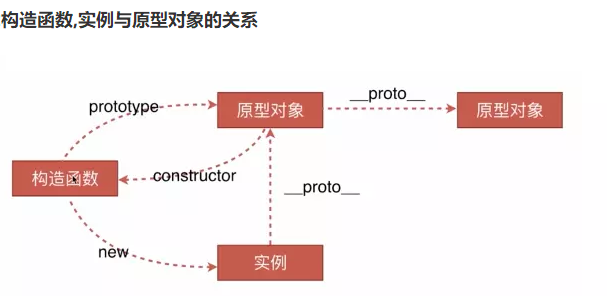 构造函数,实例与原型对象的关系
prototype
原型对象
__proto__
原型对象
构造函数
constructor
__proto__
new
实例